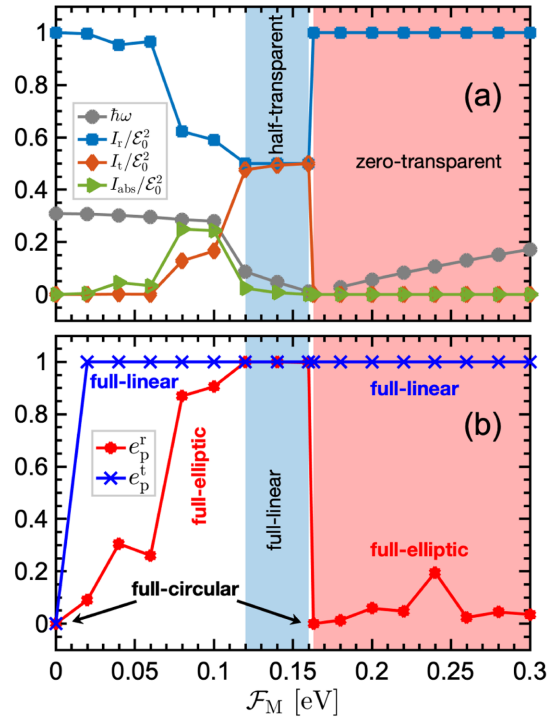 1
0.8
0.6
0.4
0.2
0
ħω
I_r/ℰ_0^2
I_t/ℰ_0^2
I_abs/ℰ_0^2
half-transparent
(a)
zero-transparent
1
0.8
0.6
0.4
0.2
0
full-linear
e_p^r
e_p^t
full-elliptic
full-circular
full-linear
full-linear
(b)
full-elliptic
0 0.05 0.1 0.15 0.2 0.25 0.3
ℱ_M [eV]